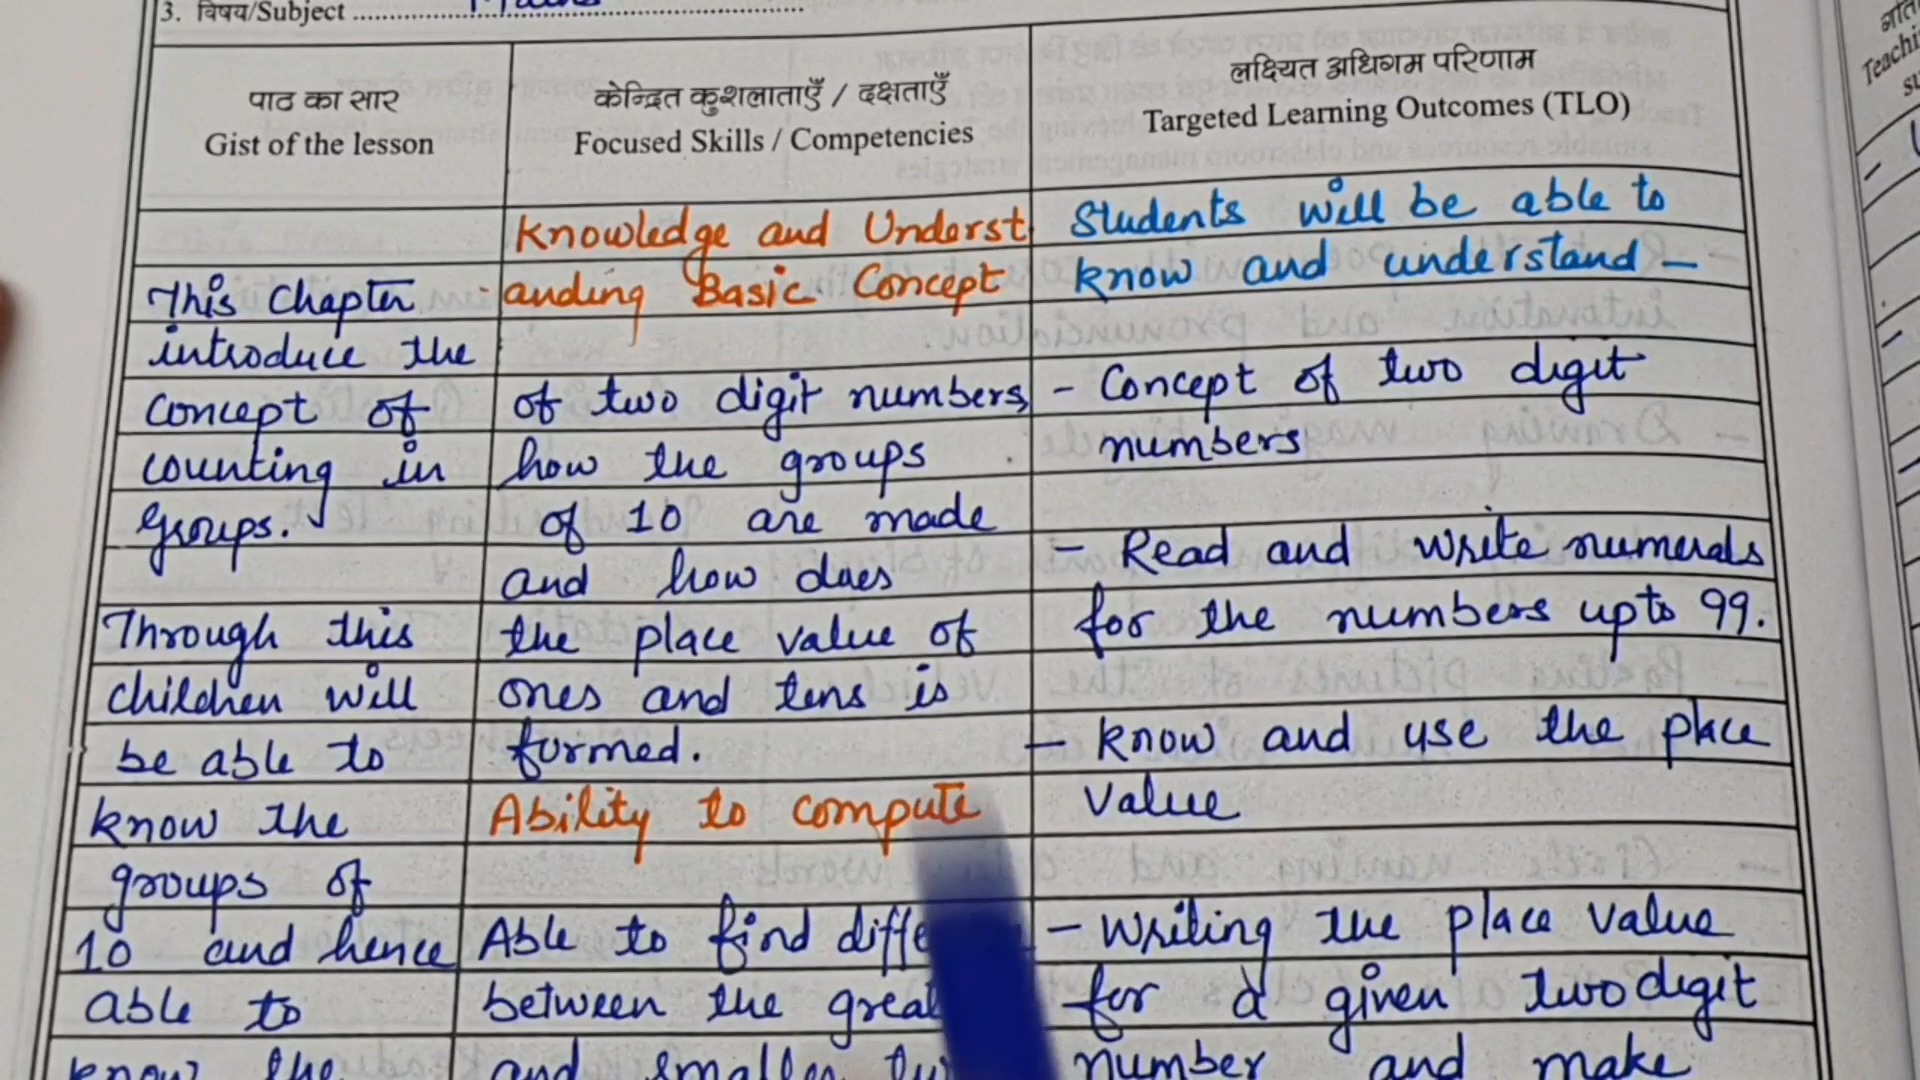 3. विषय/Subject
पाठ का सार
Gist of the lesson
केन्द्रित कुशलताएँ / दक्षताएँ
Focused Skills / Competencies
लक्ष्यित अधिगम परिणाम
Targeted Learning Outcomes (TLO)
This Chapter
introduce the
concept of
counting in
groups.
Through this
children will
be able to
know the
groups of
10 and hence
able to
know the
Knowledge and Underst
anding Basic Concept
of two digit numbers,
how the groups
of 10 are made
and how does
the place value of
ones and tens is
formed.
Ability to compute
Able to find
between the
and smaller
Students will be able to
know and understand –
- Concept of two digit
numbers
- Read and write numerals
for the numbers upto 99.
- know and use the place
value
- Writing the place value
for a given two digit
number and make
Teachi